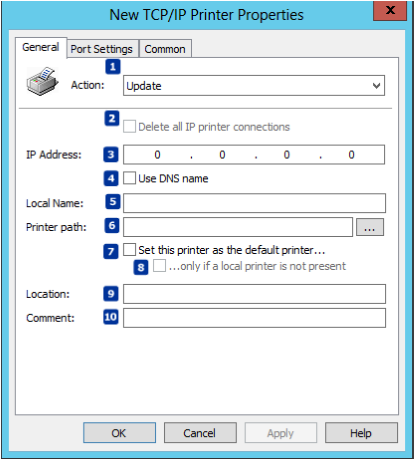 New TCP/IP Printer Properties
x
General Port Settings Common
1
Action: Update
2 Delete all IP printer connections
IP Address: 3 0 . 0 . 0 . 0
4 Use DNS name
Local Name: 5
Printer path: 6 ...
7 Set this printer as the default printer...
8 ...only if a local printer is not present
Location: 9
Comment: 10
OK Cancel Apply Help